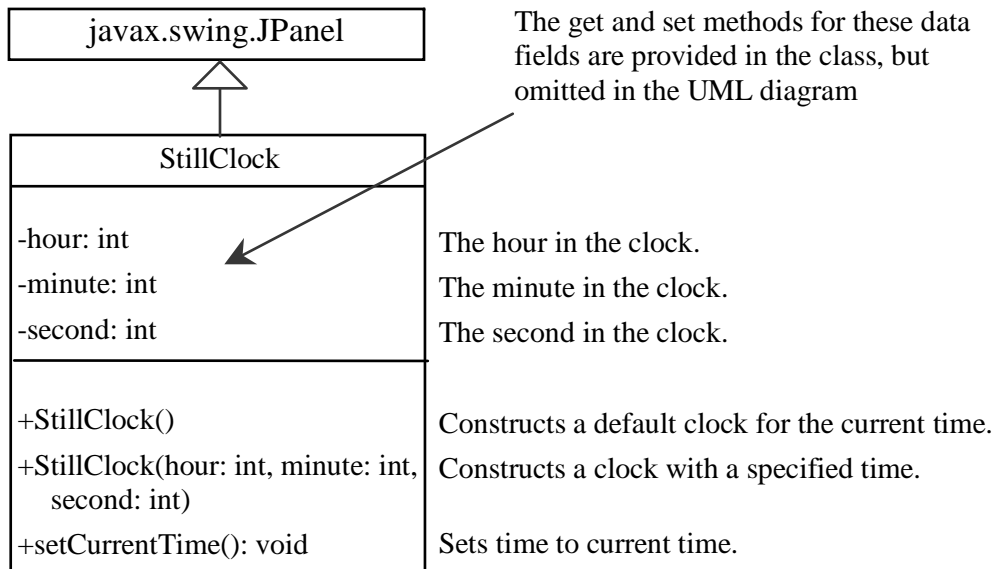 javax.swing.JPanel
The get and set methods for these data
fields are provided in the class, but
omitted in the UML diagram
StillClock
-hour: int
The hour in the clock.
-minute: int
The minute in the clock.
-second: int
The second in the clock.
+StillClock()
Constructs a default clock for the current time.
+StillClock(hour: int, minute: int,
second: int)
Constructs a clock with a specified time.
+setCurrentTime(): void
Sets time to current time.